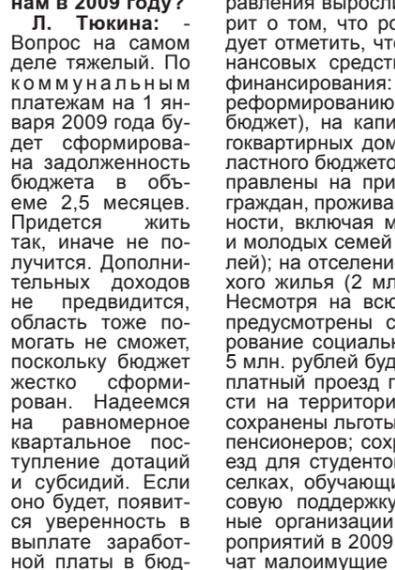 нам в 2009 году?
Л. Тюкина: -
Вопрос на самом
деле тяжелый. По
коммунальным
платежам на 1 ян-
варя 2009 года бу-
дет сформирова-
на задолженность
бюджета в объ-
еме 2,5 месяцев.
Придется жить
так, иначе не по-
лучится. Дополни-
тельных доходов
не предвидится,
область тоже по-
могать не сможет,
поскольку бюджет
жестко сформи-
рован. Надеемся
на равномерное
квартальное пос-
тупление дотаций
и субсидий. Если
оно будет, появит-
ся уверенность в
выплате заработ-
ной платы в бюд-
равления выросли
рит о том, что ро
дует отметить, что
нансовых средств
финансирования:
реформированию
бюджет), на капи
гоквартирных дом
ластного бюджето
правлены на при
граждан, прожива
ности, включая м
и молодых семей
лей); на отселени
хого жилья (2 мл
Несмотря на всю
предусмотрены с
рование социальн
5 млн. рублей буд
платный проезд п
сти на территори
сохранены льготы
пенсионеров; сохр
езд для студентов
селках, обучающи
совую поддержку
ные организации
роприятий в 2009
чат малоимущие